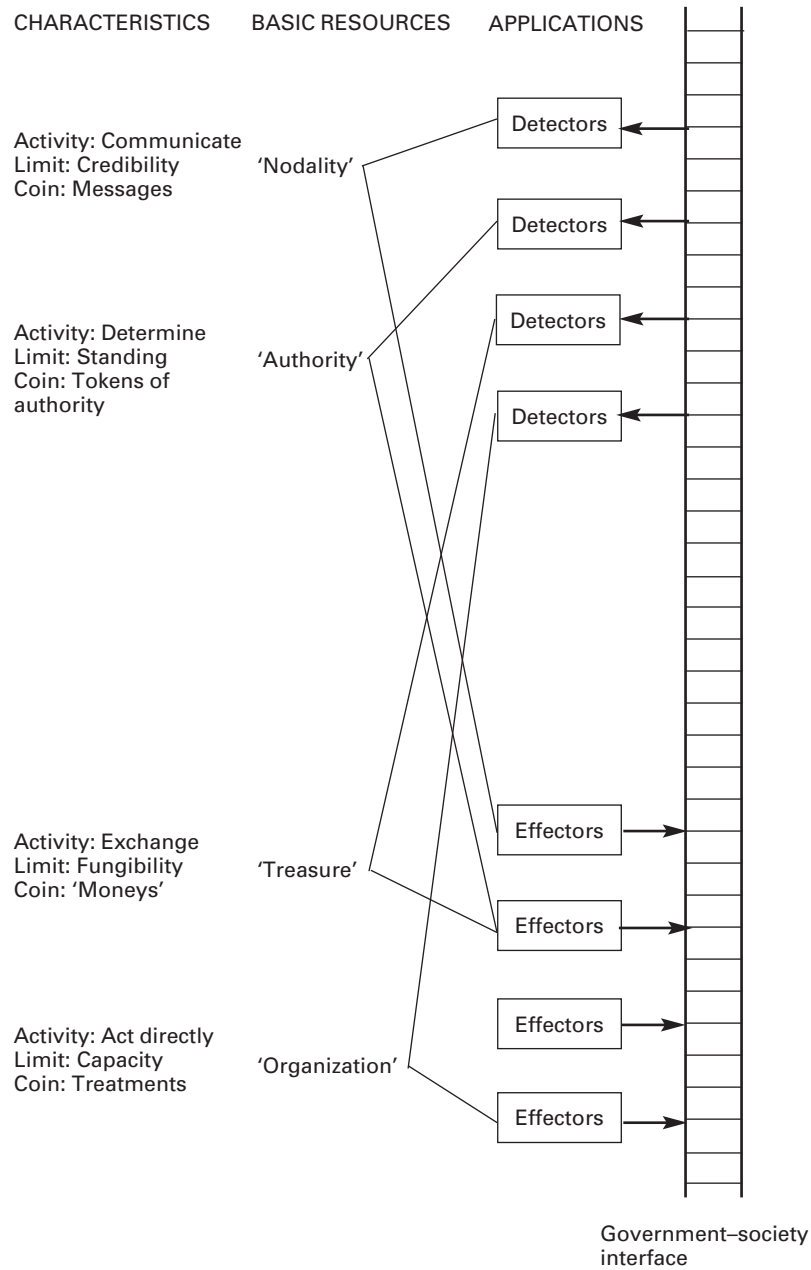 CHARACTERISTICS BASIC RESOURCES APPLICATIONS
Detectors
Activity: Communicate
Limit: Credibility
Coin: Messages
‘Nodality’
Detectors
Detectors
Activity: Determine
Limit: Standing
Coin: Tokens of
authority
‘Authority’
Detectors
Effectors
Activity: Exchange
Limit: Fungibility
Coin: ‘Moneys’
‘Treasure’
Effectors
Effectors
Activity: Act directly
Limit: Capacity
Coin: Treatments
‘Organization’
Effectors
Government–society
interface